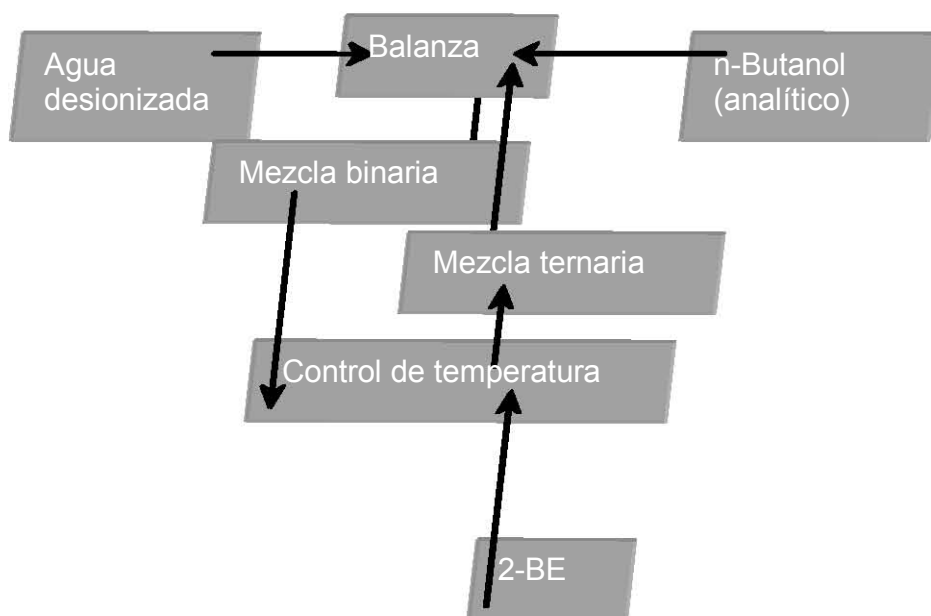 Agua
desionizada
Balanza
n-Butanol
(analítico)
Mezcla binaria
Mezcla ternaria
Control de temperatura
2-BE